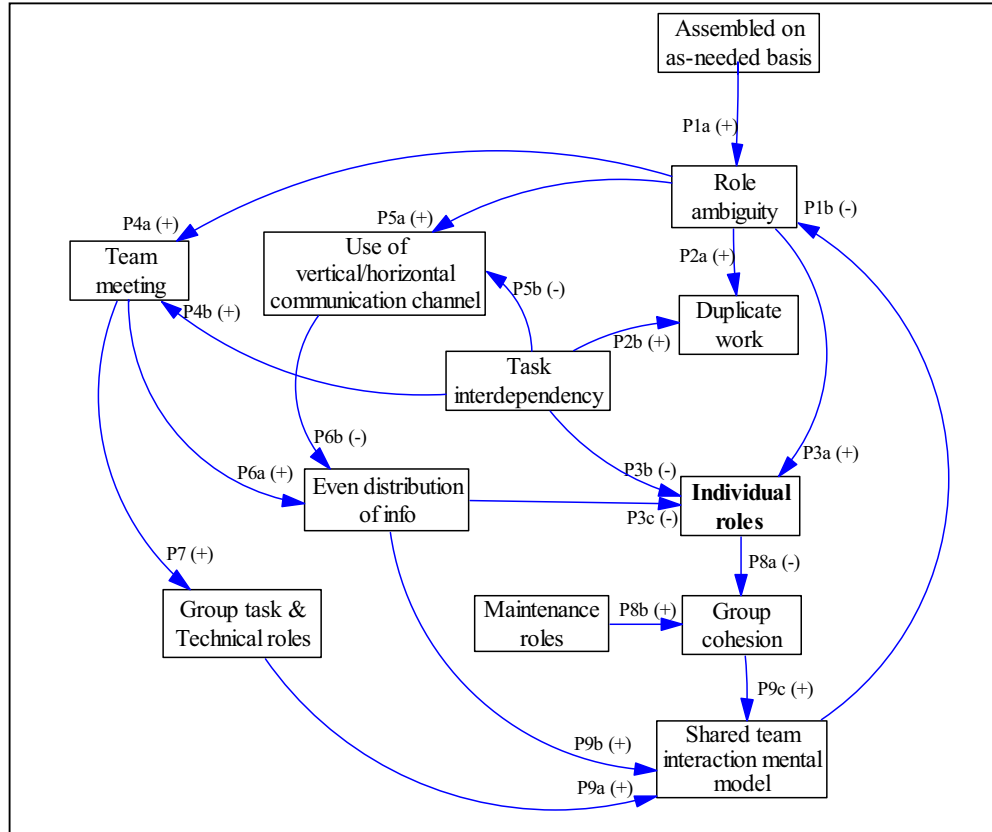 Assembled on
as-needed basis
P1a (+)
Role
ambiguity
P1b (-)
P4a (+)
P5a (+)
Use of
vertical/horizontal
communication channel
Team
meeting
P2a (+)
P5b (-)
P4b (+)
Duplicate
work
P2b (+)
Task
interdependency
P6b (-)
P3a (+)
P6a (+)
P3b (-)
Even distribution
of info
Individual
roles
P3c (-)
P7 (+)
P8a (-)
Group task &
Technical roles
Maintenance
roles
P8b (+)
Group
cohesion
P9c (+)
Shared team
interaction mental
model
P9b (+)
P9a (+)